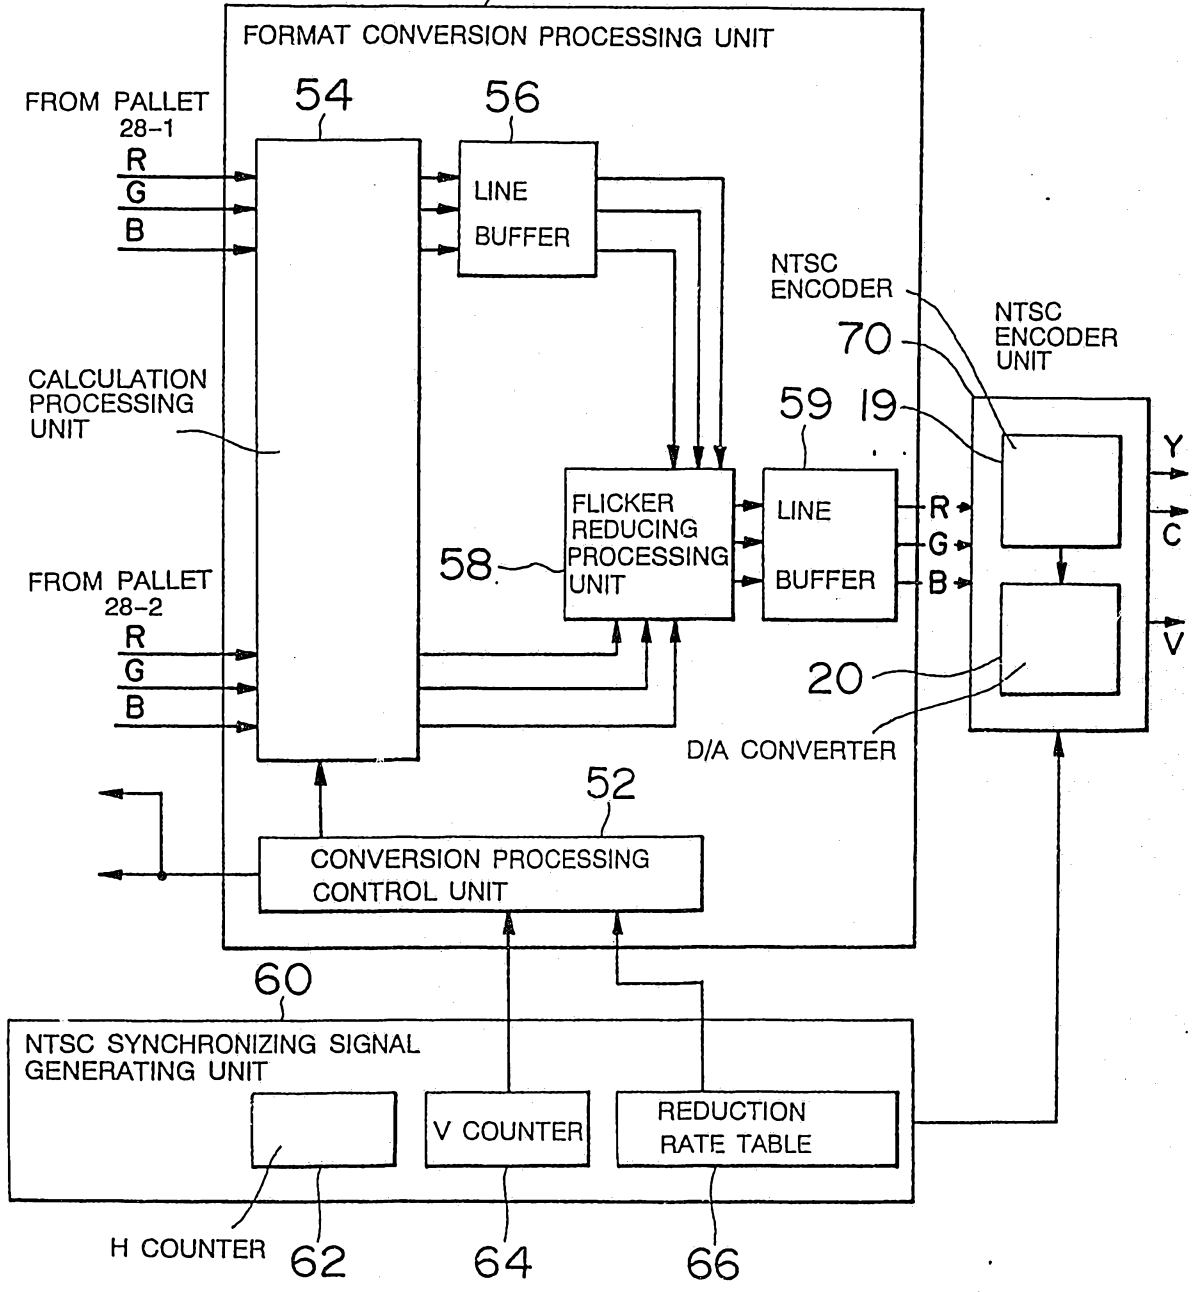 FORMAT CONVERSION PROCESSING UNIT
FROM PALLET
28-1
R
G
B
54
56
LINE
BUFFER
NTSC
ENCODER
NTSC
ENCODER
UNIT
70
CALCULATION
PROCESSING
UNIT
59
19
Y
C
V
FLICKER
REDUCING
PROCESSING
UNIT
58
LINE
BUFFER
R
G
B
FROM PALLET
28-2
R
G
B
20
D/A CONVERTER
52
CONVERSION PROCESSING
CONTROL UNIT
60
NTSC SYNCHRONIZING SIGNAL
GENERATING UNIT
V COUNTER
REDUCTION
RATE TABLE
H COUNTER
62
64
66